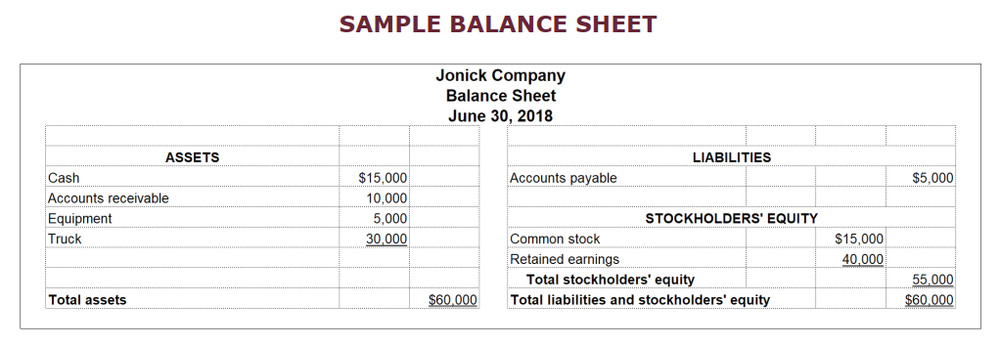 SAMPLE BALANCE SHEET
Jonick Company
Balance Sheet
June 30, 2018
ASSETS
Cash $15,000
Accounts receivable 10,000
Equipment 5,000
Truck 30,000
Total assets $60,000
LIABILITIES
Accounts payable $5,000
STOCKHOLDERS' EQUITY
Common stock $15,000
Retained earnings 40,000
Total stockholders' equity 55,000
Total liabilities and stockholders' equity $60,000